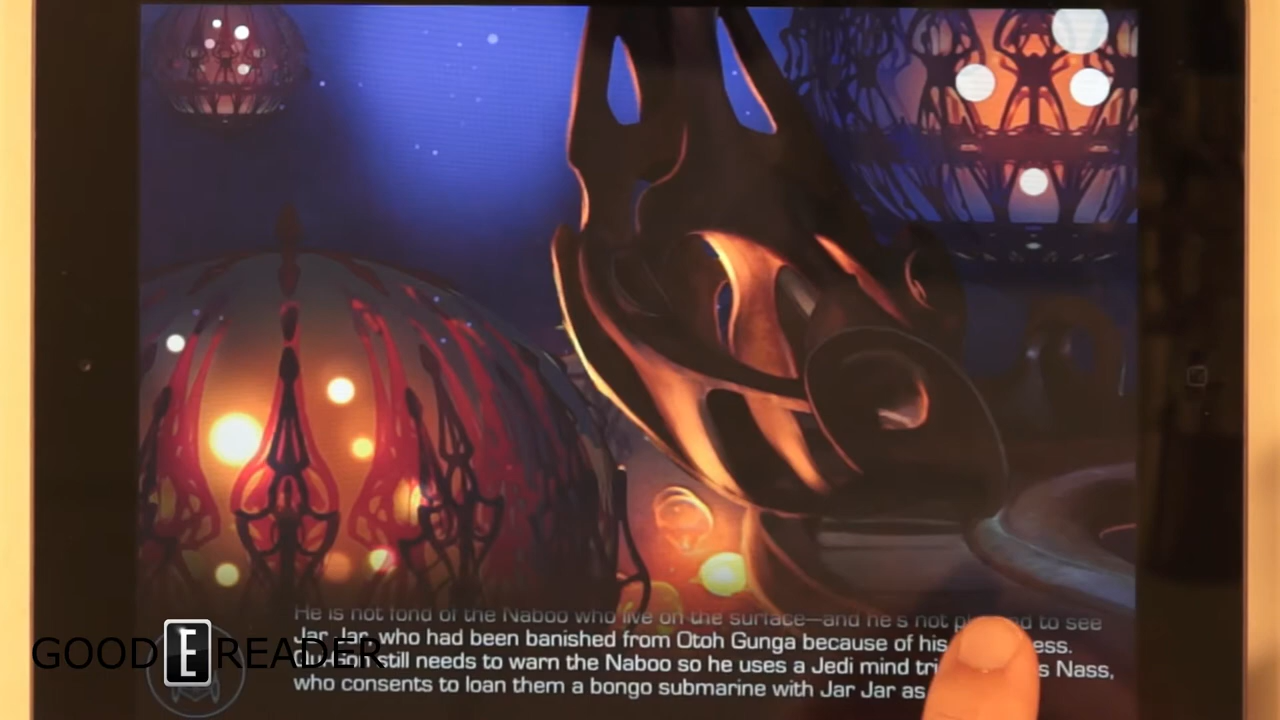 He is not fond of the Naboo who live on the surface—and he's not to see
Jar Jar, who had been banished from Otoh Gunga because of his
still needs to warn the Naboo so he uses a Jedi mind Nass,
who consents to loan them a bongo submarine with Jar Jar as
GOOD E READER